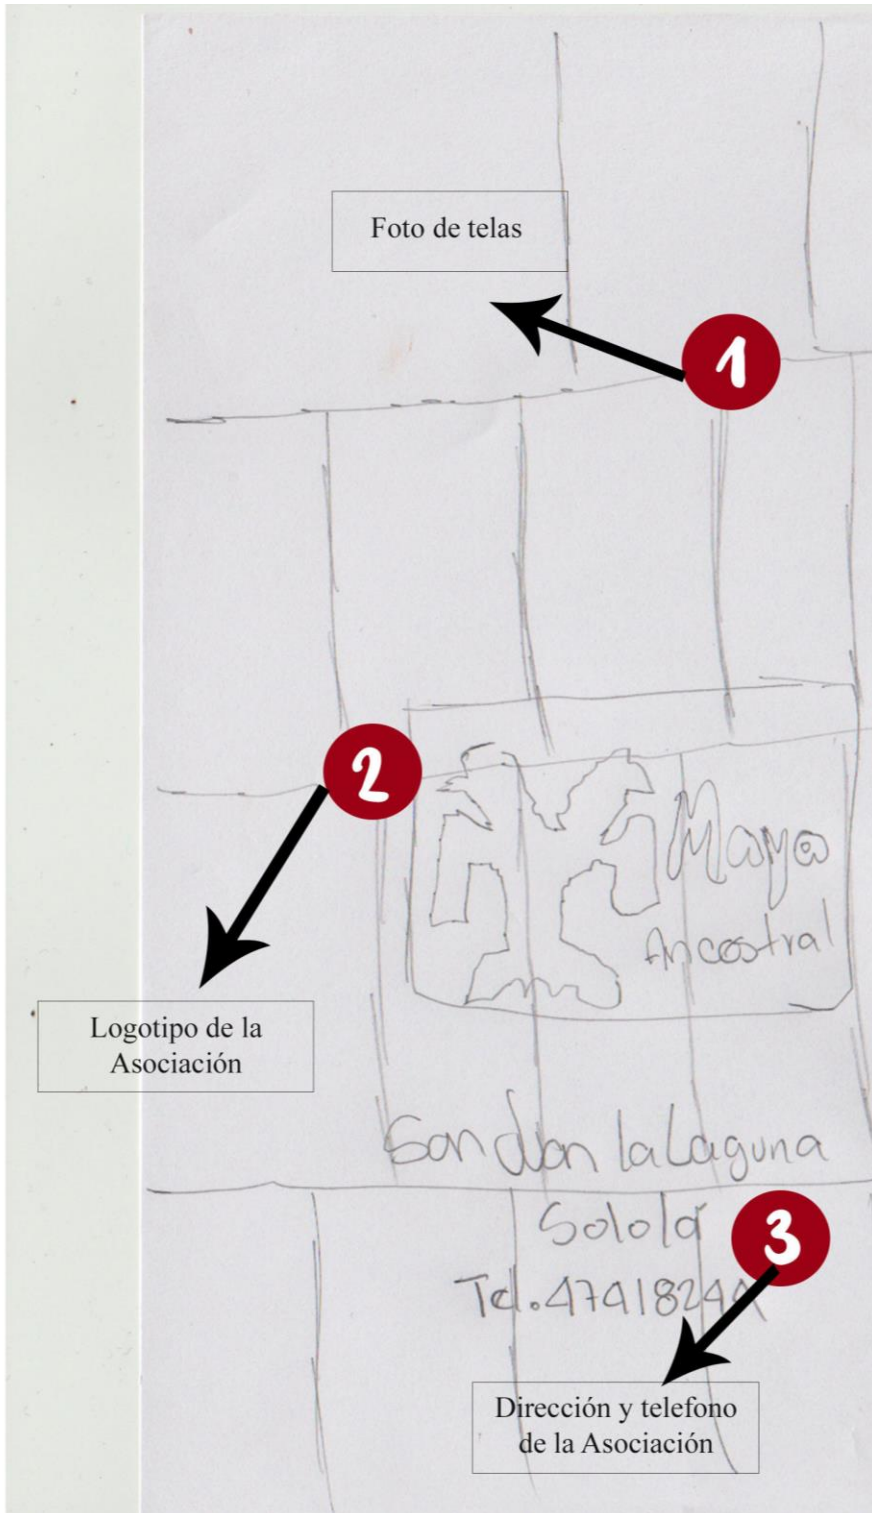 Foto de telas
1
2
Maya
Ancestral
Logotipo de la
Asociación
San Juan la Laguna
Sololá
3
Tel.47418244
Dirección y telefono
de la Asociación